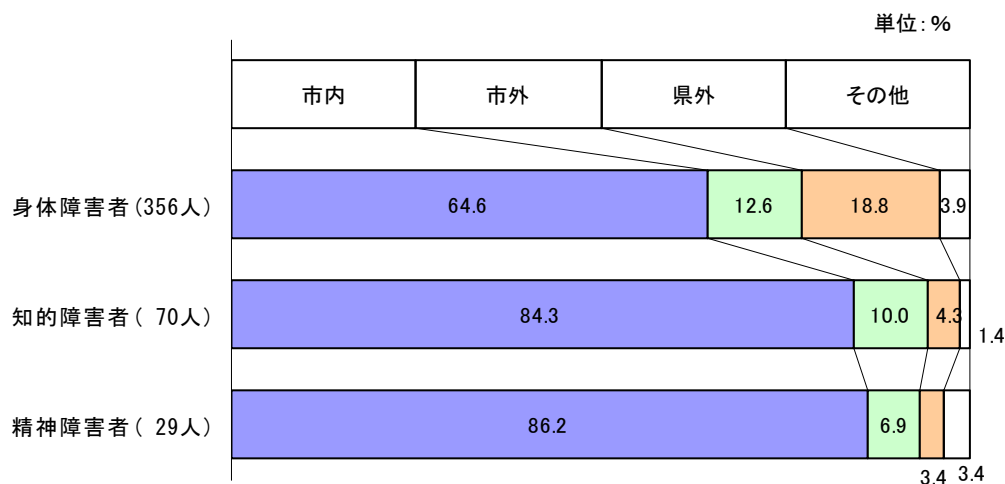 単位:%
市内 市外 県外 その他
身体障害者(356人) 64.6 12.6 18.8 3.9
知的障害者( 70人) 84.3 10.0 4.3 1.4
精神障害者( 29人) 86.2 6.9 3.4 3.4